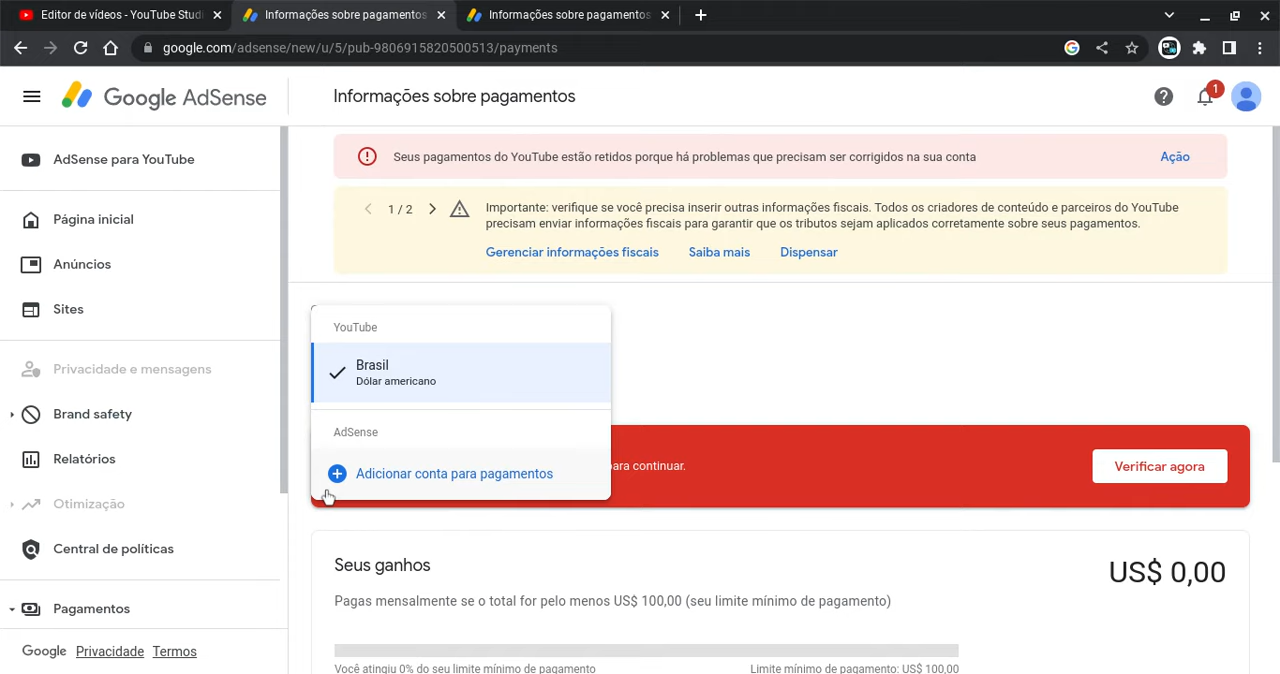 Editor de vídeos - YouTube Studi
Informações sobre pagamentos
Informações sobre pagamentos
google.com/adsense/new/u/5/pub-9806915820500513/payments
Google AdSense
Informações sobre pagamentos
1
AdSense para YouTube
Página inicial
Anúncios
Sites
Privacidade e mensagens
Brand safety
Relatórios
Otimização
Central de políticas
Pagamentos
Google Privacidade Termos
Seus pagamentos do YouTube estão retidos porque há problemas que precisam ser corrigidos na sua conta
Ação
1 / 2
Importante: verifique se você precisa inserir outras informações fiscais. Todos os criadores de conteúdo e parceiros do YouTube
precisam enviar informações fiscais para garantir que os tributos sejam aplicados corretamente sobre seus pagamentos.
Gerenciar informações fiscais Saiba mais Dispensar
YouTube
Brasil
Dólar americano
AdSense
Adicionar conta para pagamentos
para continuar.
Verificar agora
Seus ganhos
US$ 0,00
Pagas mensalmente se o total for pelo menos US$ 100,00 (seu limite mínimo de pagamento)
Você atingiu 0% do seu limite mínimo de pagamento
Limite mínimo de pagamento: US$ 100,00